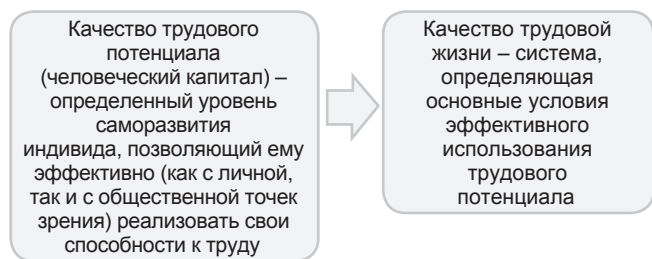 Качество трудового
потенциала
(человеческий капитал) –
определенный уровень
саморазвития
индивида, позволяющий ему
эффективно (как с личной,
так и с общественной точек
зрения) реализовать свои
способности к труду
Качество трудовой
жизни – система,
определяющая
основные условия
эффективного
использования
трудового
потенциала